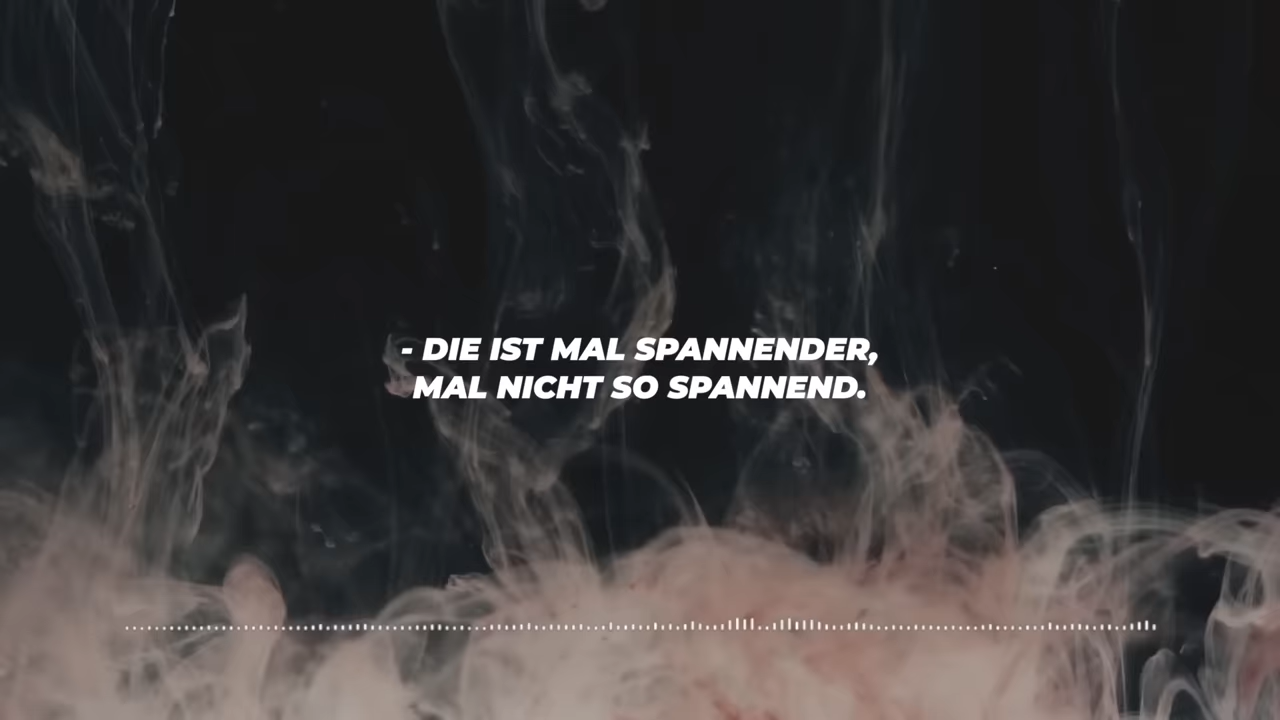 - DIE IST MAL SPANNENDER,
MAL NICHT SO SPANNEND.